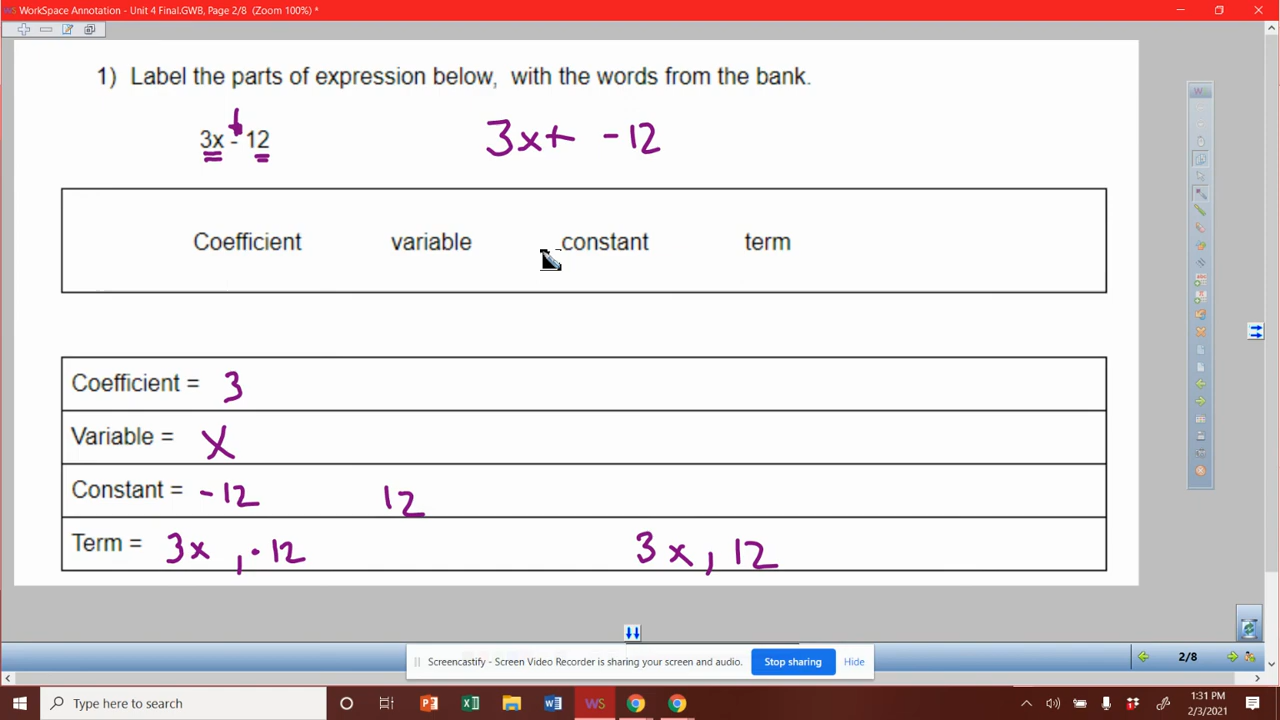 WorkSpace Annotation - Unit 4 Final.GWB, Page 2/8 (Zoom 100%) *
1) Label the parts of expression below, with the words from the bank.
3x - 12 3x + -12
Coefficient variable constant term
Coefficient = 3
Variable = x
Constant = -12 12
Term = 3x , -12 3x, 12
Screencastify - Screen Video Recorder is sharing your screen and audio. Stop sharing Hide
2/8
Type here to search
WS
1:31 PM
2/3/2021